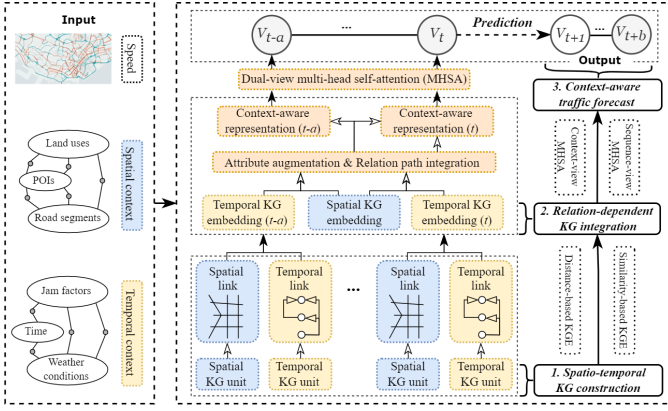 Input
Speed
Land uses
POIs
Road segments
Spatial context
Jam factors
Time
Weather
conditions
Temporal context
V_{t-a}
...
V_t
Prediction
V_{t+1}
...
V_{t+b}
Output
Dual-view multi-head self-attention (MHSA)
Context-aware
representation (t-a)
Context-aware
representation (t)
Attribute augmentation & Relation path integration
Temporal KG
embedding (t-a)
Spatial KG
embedding
Temporal KG
embedding (t)
Spatial
link
Temporal
link
...
Spatial
link
Temporal
link
Spatial
KG unit
Temporal
KG unit
Spatial
KG unit
Temporal
KG unit
3. Context-aware
traffic forecast
Context-view
MHSA
Sequence-view
MHSA
2. Relation-dependent
KG integration
Distance-based KGE
Similarity-based KGE
1. Spatio-temporal
KG construction